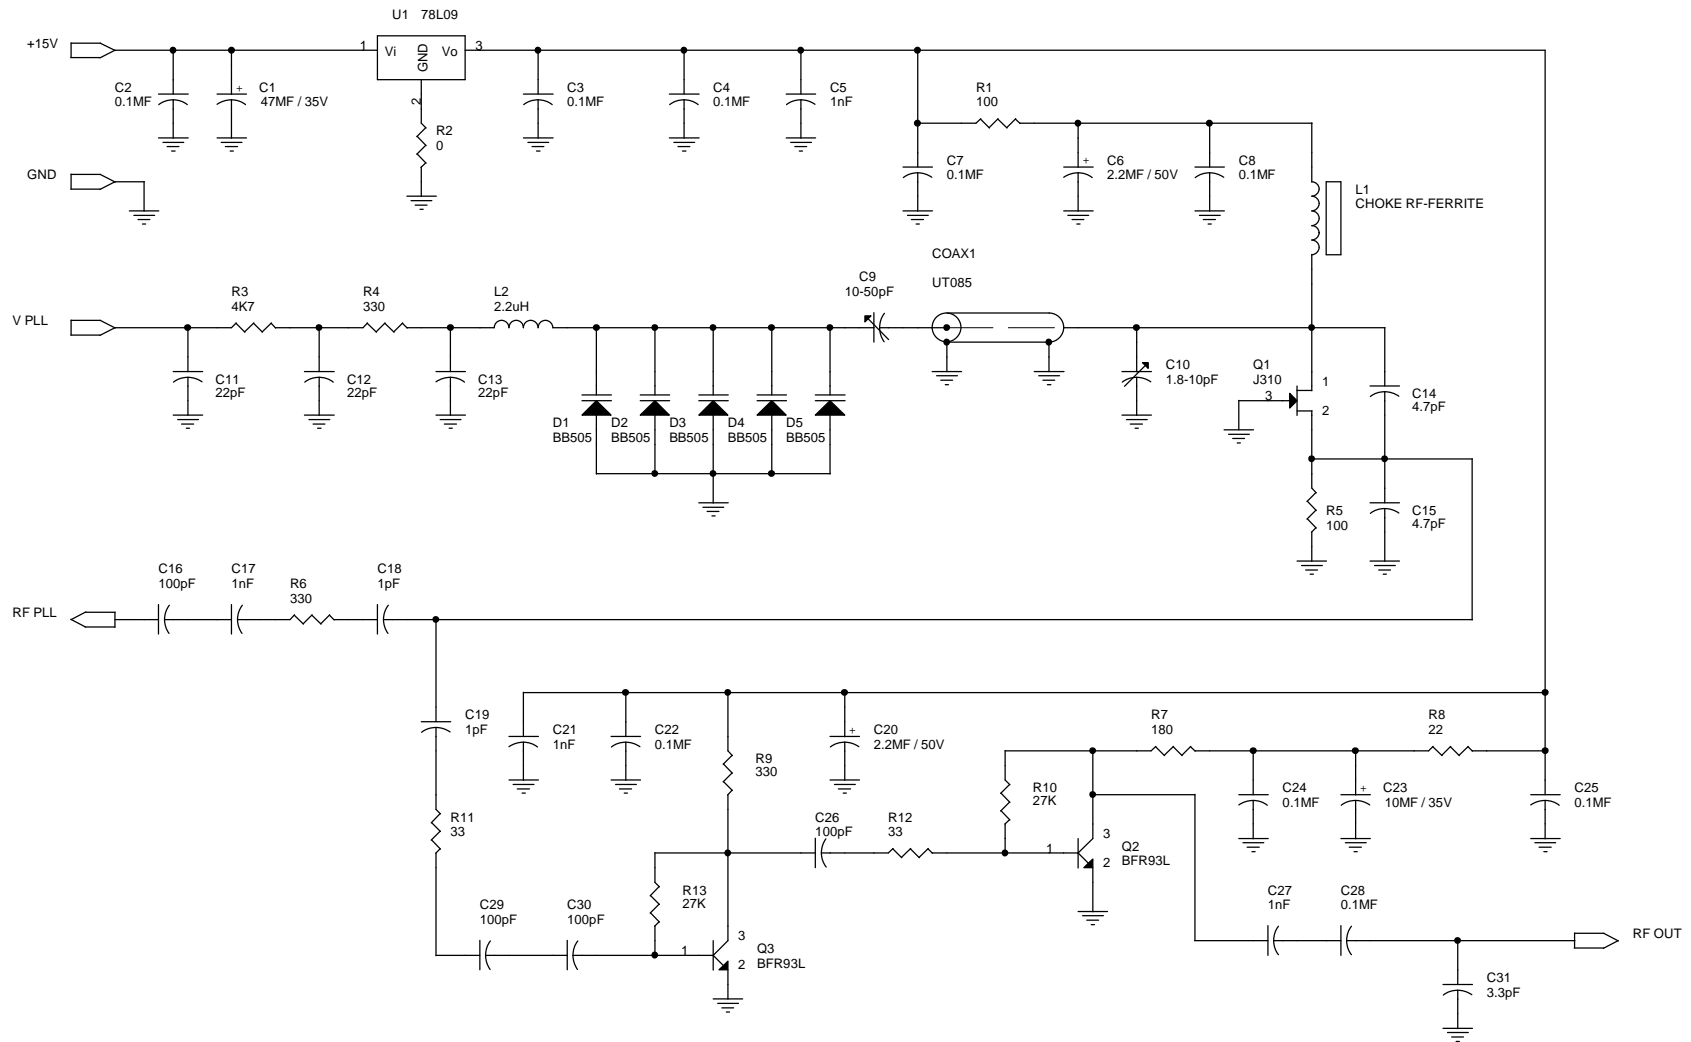 U1 78L09
+15V
1
Vi
GND
Vo
3
2
C2
0.1MF
C1
+
47MF / 35V
R2
0
C3
0.1MF
C4
0.1MF
C5
1nF
R1
100
C7
0.1MF
C6
+
2.2MF / 50V
C8
0.1MF
GND
L1
CHOKE RF-FERRITE
COAX1
UT085
C9
10-50pF
V PLL
R3
4K7
R4
330
L2
2.2uH
C11
22pF
C12
22pF
C13
22pF
D1
BB505
D2
BB505
D3
BB505
D4
BB505
D5
BB505
C10
1.8-10pF
Q1
J310
1
3
2
C14
4.7pF
R5
100
C15
4.7pF
RF PLL
C16
100pF
C17
1nF
R6
330
C18
1pF
C19
1pF
C21
1nF
C22
0.1MF
R9
330
C20
+
2.2MF / 50V
R7
180
R8
22
R10
27K
C24
0.1MF
C23
+
10MF / 35V
C25
0.1MF
R11
33
C26
100pF
R12
33
1
3
2
Q2
BFR93L
C29
100pF
C30
100pF
R13
27K
1
3
2
Q3
BFR93L
C27
1nF
C28
0.1MF
RF OUT
C31
3.3pF